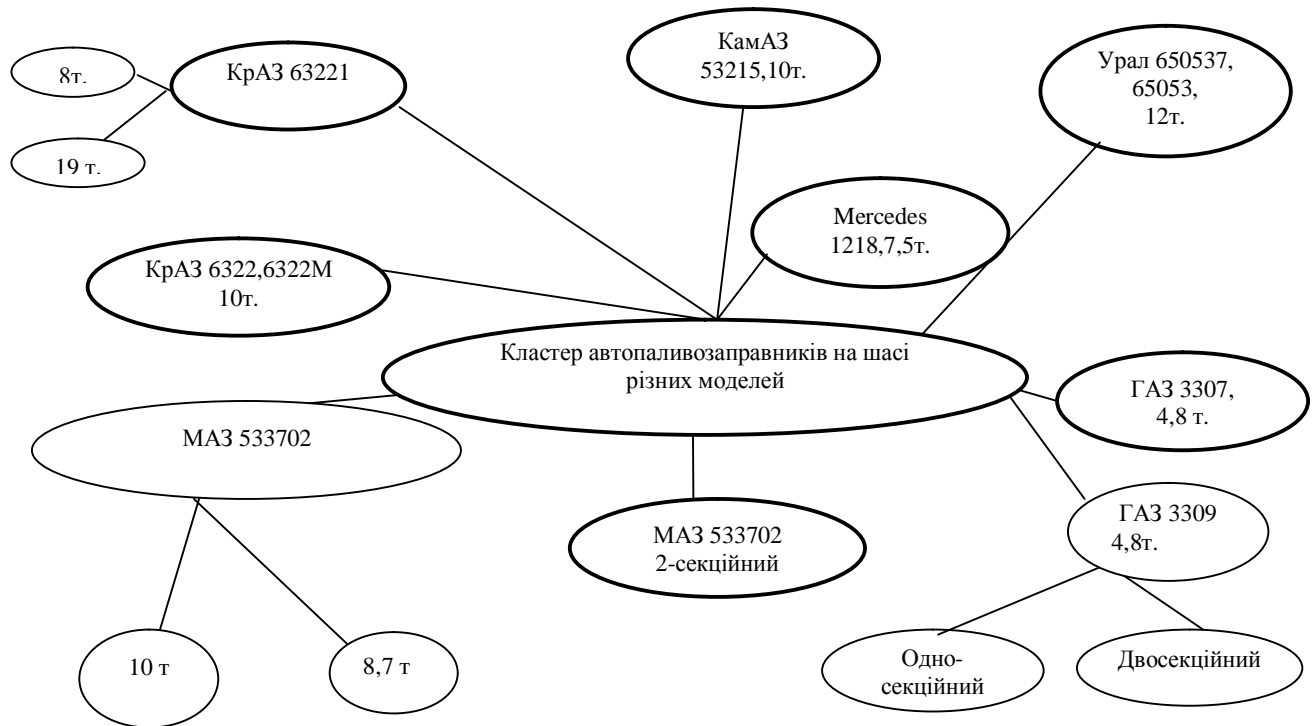 8т.
КрАЗ 63221
КамАЗ
53215,10т.
Урал 650537,
65053,
12т.
19 т.
Mercedes
1218,7,5т.
КрАЗ 6322,6322М
10т.
Кластер автопаливозаправників на шасі
різних моделей
ГАЗ 3307,
4,8 т.
МАЗ 533702
ГАЗ 3309
4,8т.
МАЗ 533702
2-секційний
10 т
8,7 т
Одно-
секційний
Двосекційний